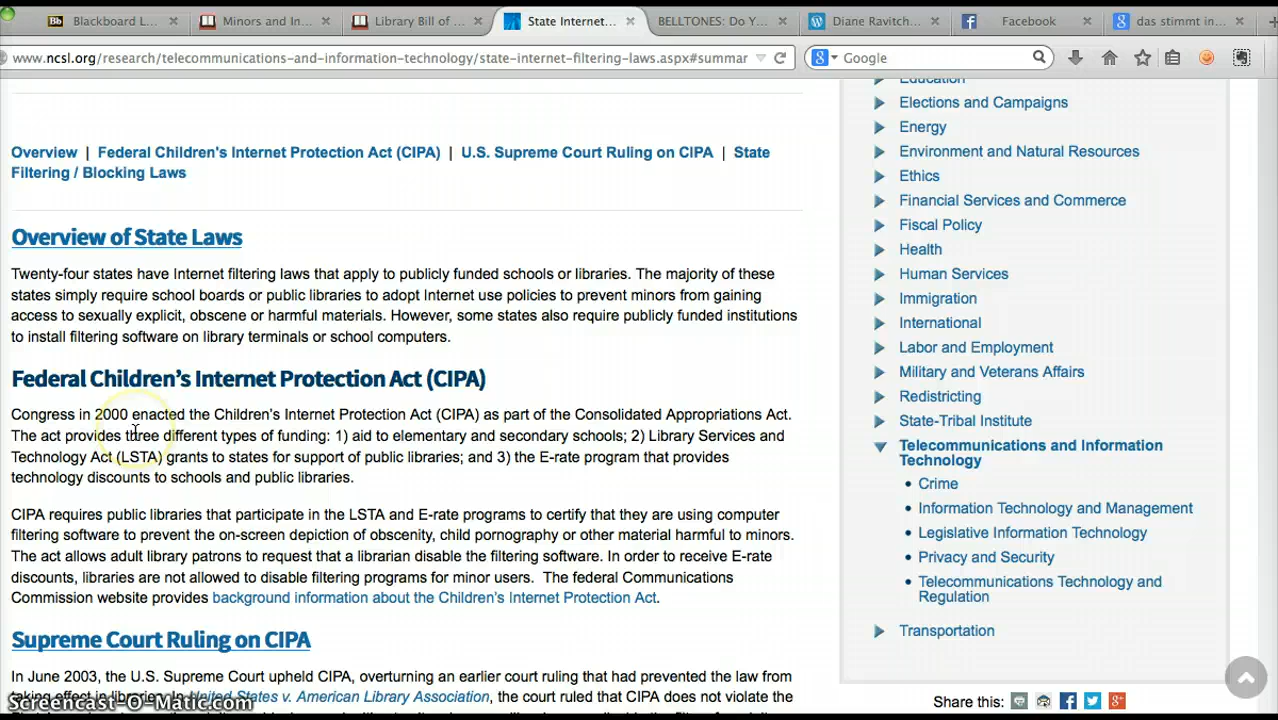 Bb Blackboard L...
Minors and In...
Library Bill of ...
State Internet...
BELLTONES: Do Y...
Diane Ravitch...
Facebook
das stimmt in...
www.ncsl.org/research/telecommunications-and-information-technology/state-internet-filtering-laws.aspx#summar
Google
Overview | Federal Children's Internet Protection Act (CIPA) | U.S. Supreme Court Ruling on CIPA | State
Filtering / Blocking Laws
Overview of State Laws
Twenty-four states have Internet filtering laws that apply to publicly funded schools or libraries. The majority of these
states simply require school boards or public libraries to adopt Internet use policies to prevent minors from gaining
access to sexually explicit, obscene or harmful materials. However, some states also require publicly funded institutions
to install filtering software on library terminals or school computers.
Federal Children's Internet Protection Act (CIPA)
Congress in 2000 enacted the Children's Internet Protection Act (CIPA) as part of the Consolidated Appropriations Act.
The act provides three different types of funding: 1) aid to elementary and secondary schools; 2) Library Services and
Technology Act (LSTA) grants to states for support of public libraries; and 3) the E-rate program that provides
technology discounts to schools and public libraries.
CIPA requires public libraries that participate in the LSTA and E-rate programs to certify that they are using computer
filtering software to prevent the on-screen depiction of obscenity, child pornography or other material harmful to minors.
The act allows adult library patrons to request that a librarian disable the filtering software. In order to receive E-rate
discounts, libraries are not allowed to disable filtering programs for minor users. The federal Communications
Commission website provides background information about the Children's Internet Protection Act.
Supreme Court Ruling on CIPA
In June 2003, the U.S. Supreme Court upheld CIPA, overturning an earlier court ruling that had prevented the law from
taking effect in libraries. In United States v. American Library Association, the court ruled that CIPA does not violate the
Education
Elections and Campaigns
Energy
Environment and Natural Resources
Ethics
Financial Services and Commerce
Fiscal Policy
Health
Human Services
Immigration
International
Labor and Employment
Military and Veterans Affairs
Redistricting
State-Tribal Institute
Telecommunications and Information
Technology
Crime
Information Technology and Management
Legislative Information Technology
Privacy and Security
Telecommunications Technology and
Regulation
Transportation
Share this:
Screencast-O-Matic.com